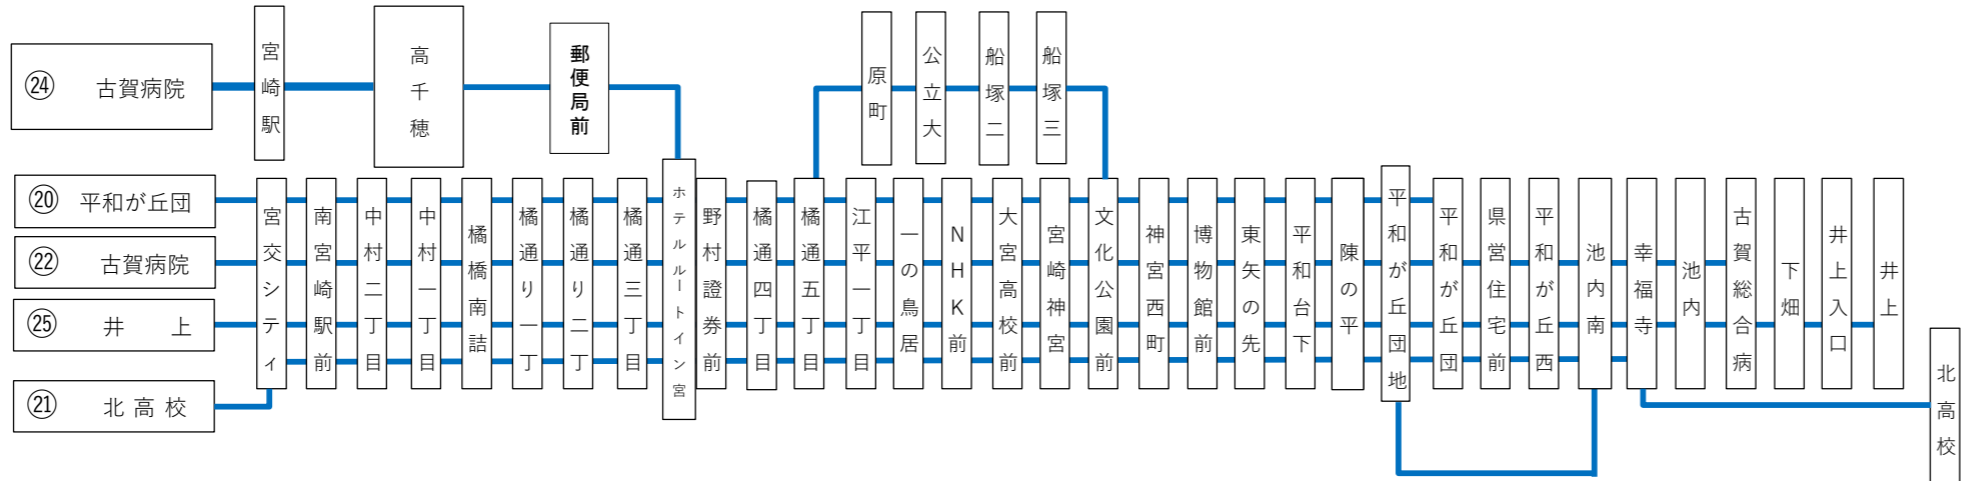 ㉔ 古賀病院
宮崎駅
高千穂
郵便局前
原町
公立大
船塚二
船塚三
⑳ 平和が丘団
㉒ 古賀病院
㉕ 井 上
㉑ 北高校
宮交シティ
南宮崎駅前
中村二丁目
中村一丁目
橘橋南詰
橘通り一丁
橘通り二丁
橘通三丁目
ホテルルートイン宮
野村證券前
橘通四丁目
橘通五丁目
江平一丁目
一の鳥居
NHK前
大宮高校前
宮崎神宮
文化公園前
神宮西町
博物館前
東矢の先
平和台下
陳の平
平和が丘団地
平和が丘団
県営住宅前
平和が丘西
池内南
幸福寺
池内
古賀総合病
下畑
井上入口
井上
北高校